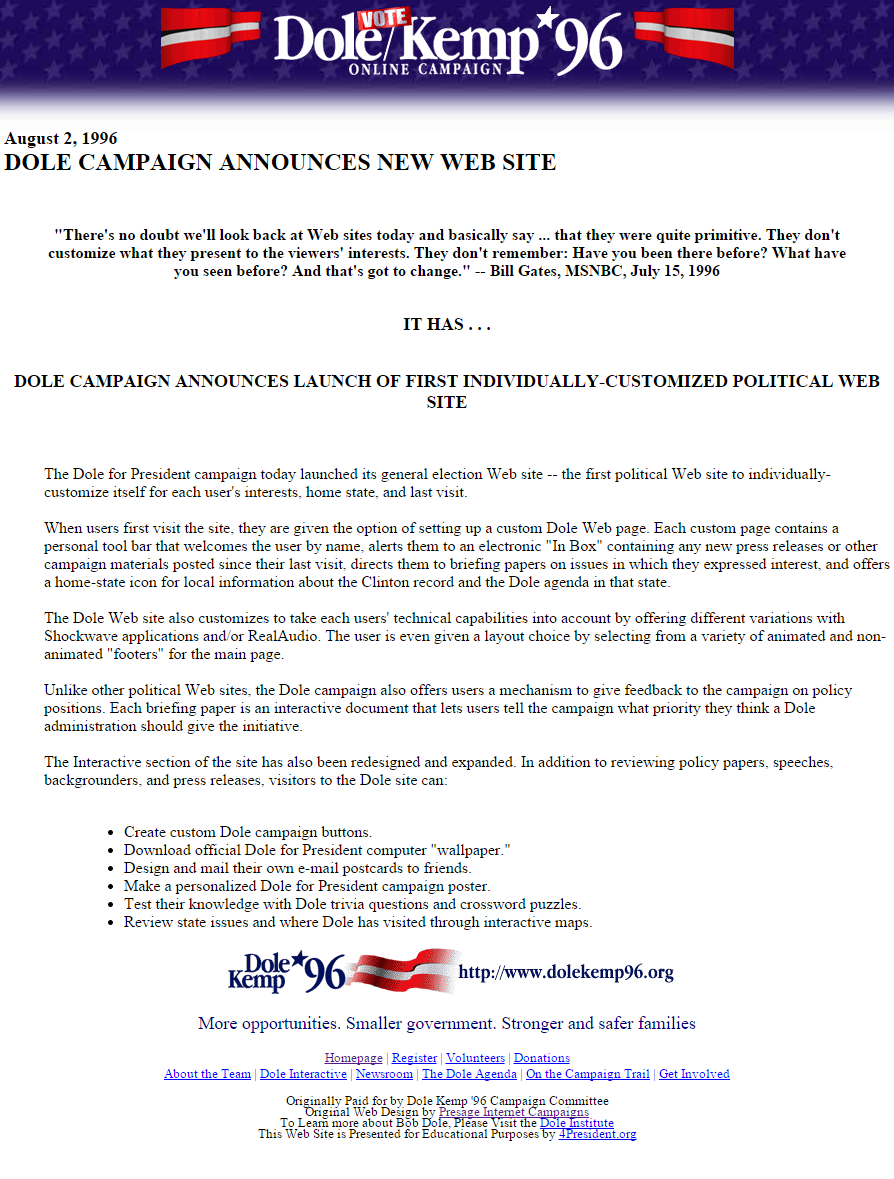 VOTE
Dole/Kemp★96
ONLINE CAMPAIGN
August 2, 1996
DOLE CAMPAIGN ANNOUNCES NEW WEB SITE
"There's no doubt we'll look back at Web sites today and basically say ... that they were quite primitive. They don't
customize what they present to the viewers' interests. They don't remember: Have you been there before? What have
you seen before? And that's got to change." -- Bill Gates, MSNBC, July 15, 1996
IT HAS . . .
DOLE CAMPAIGN ANNOUNCES LAUNCH OF FIRST INDIVIDUALLY-CUSTOMIZED POLITICAL WEB
SITE
The Dole for President campaign today launched its general election Web site -- the first political Web site to individually-
customize itself for each user's interests, home state, and last visit.
When users first visit the site, they are given the option of setting up a custom Dole Web page. Each custom page contains a
personal tool bar that welcomes the user by name, alerts them to an electronic "In Box" containing any new press releases or other
campaign materials posted since their last visit, directs them to briefing papers on issues in which they expressed interest, and offers
a home-state icon for local information about the Clinton record and the Dole agenda in that state.
The Dole Web site also customizes to take each users' technical capabilities into account by offering different variations with
Shockwave applications and/or RealAudio. The user is even given a layout choice by selecting from a variety of animated and non-
animated "footers" for the main page.
Unlike other political Web sites, the Dole campaign also offers users a mechanism to give feedback to the campaign on policy
positions. Each briefing paper is an interactive document that lets users tell the campaign what priority they think a Dole
administration should give the initiative.
The Interactive section of the site has also been redesigned and expanded. In addition to reviewing policy papers, speeches,
backgrounders, and press releases, visitors to the Dole site can:
• Create custom Dole campaign buttons.
• Download official Dole for President computer "wallpaper."
• Design and mail their own e-mail postcards to friends.
• Make a personalized Dole for President campaign poster.
• Test their knowledge with Dole trivia questions and crossword puzzles.
• Review state issues and where Dole has visited through interactive maps.
Dole
Kemp★96
http://www.dolekemp96.org
More opportunities. Smaller government. Stronger and safer families
Homepage | Register | Volunteers | Donations
About the Team | Dole Interactive | Newsroom | The Dole Agenda | On the Campaign Trail | Get Involved
Originally Paid for by Dole Kemp '96 Campaign Committee
Original Web Design by Presage Internet Campaigns
To Learn more about Bob Dole, Please Visit the Dole Institute
This Web Site is Presented for Educational Purposes by 4President.org